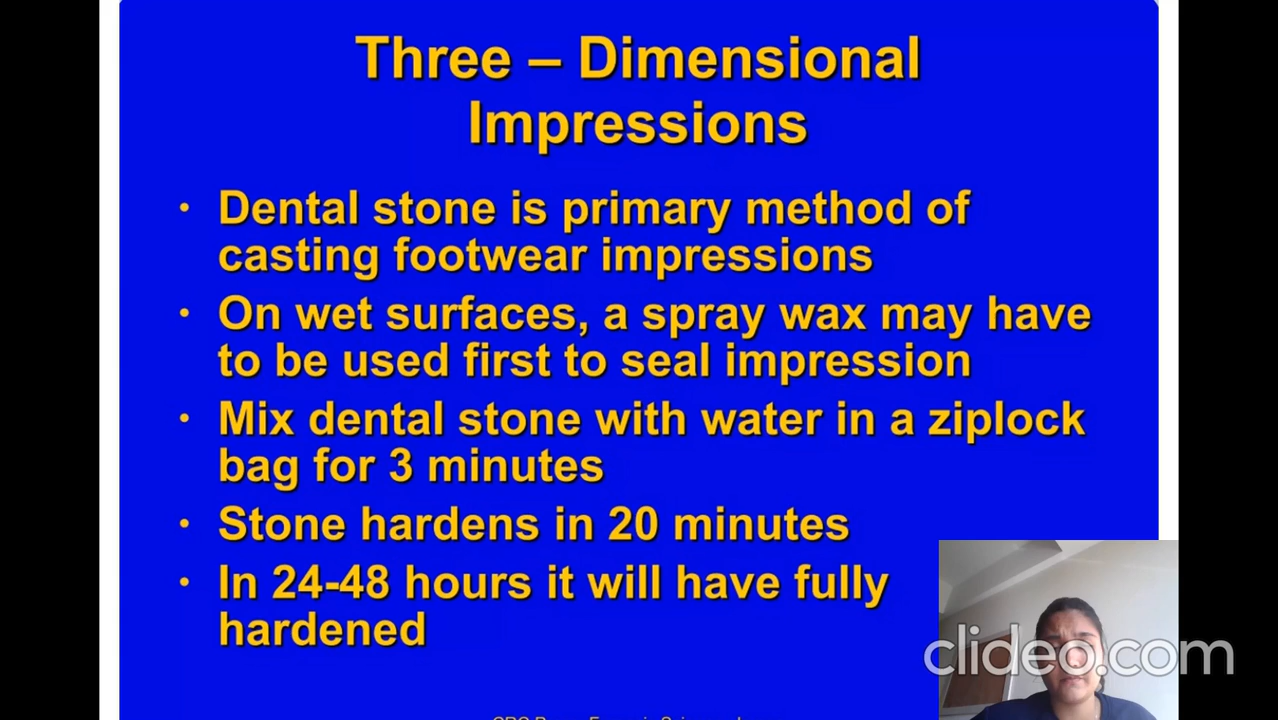 Three – Dimensional
Impressions
• Dental stone is primary method of
casting footwear impressions
• On wet surfaces, a spray wax may have
to be used first to seal impression
• Mix dental stone with water in a ziplock
bag for 3 minutes
• Stone hardens in 20 minutes
• In 24-48 hours it will have fully
hardened
clideo.com